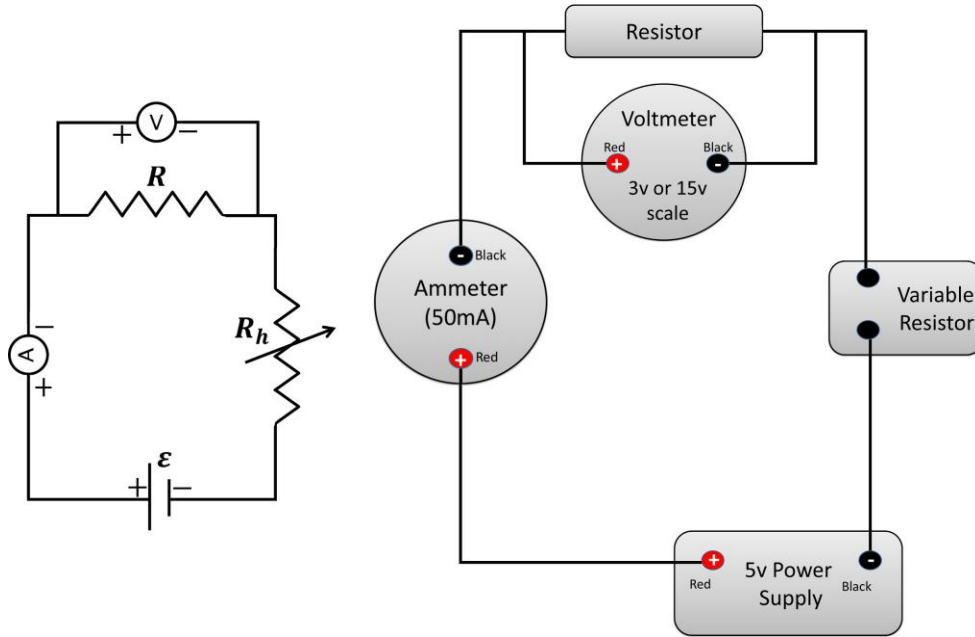 + V −
R
− A +
R_h
ε
+ −
Resistor
Voltmeter
Red Black
+ -
3v or 15v
scale
-
Black
Ammeter
(50mA)
+
Red
Variable
Resistor
+ -
Red Black
5v Power
Supply